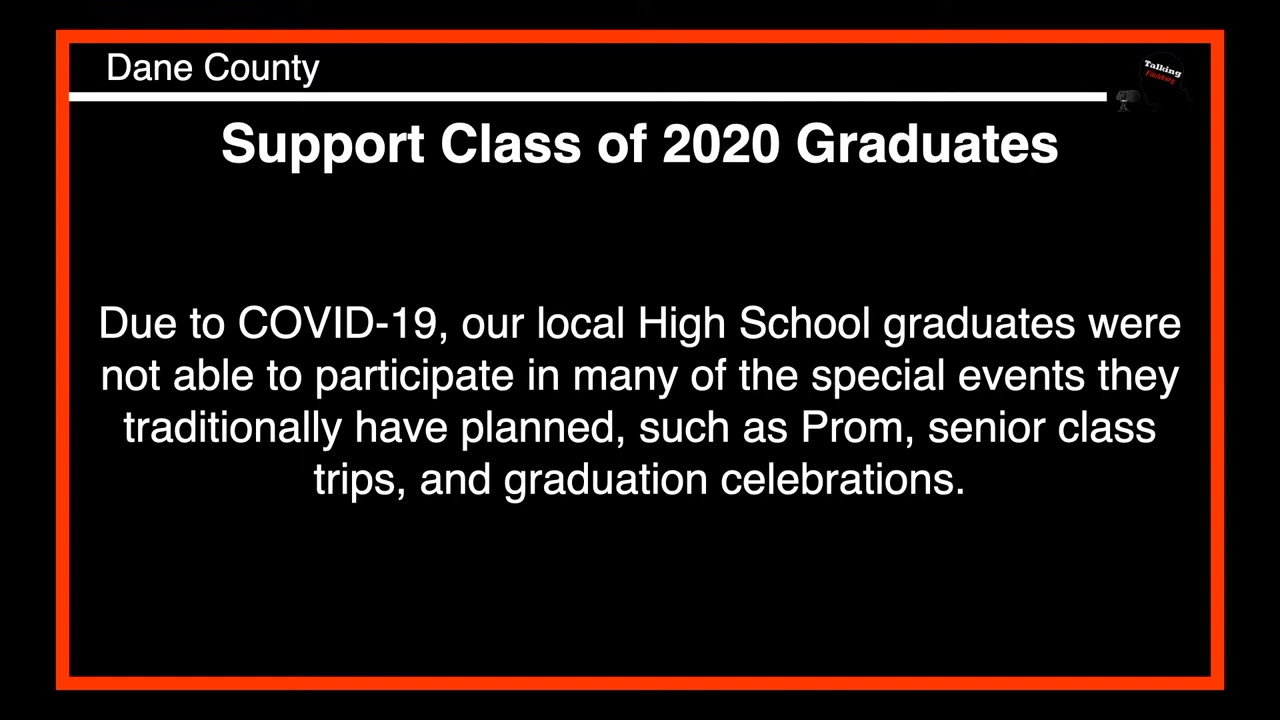 Dane County
Talking
Fitchburg
Support Class of 2020 Graduates
Due to COVID-19, our local High School graduates were
not able to participate in many of the special events they
traditionally have planned, such as Prom, senior class
trips, and graduation celebrations.